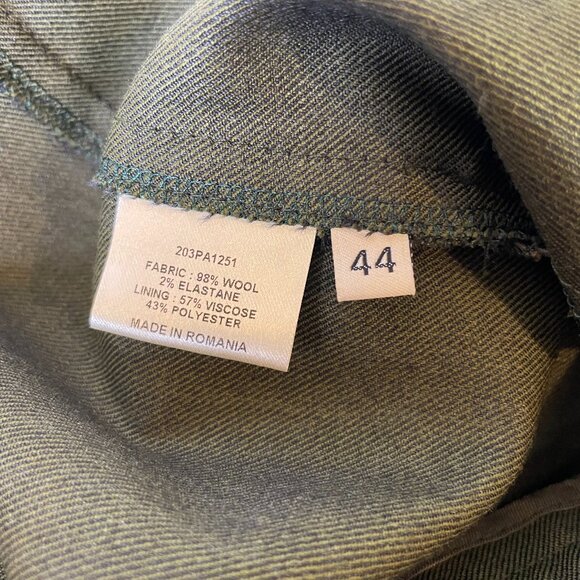 203PA1251
FABRIC : 98% WOOL
2% ELASTANE
LINING : 57% VISCOSE
43% POLYESTER
MADE IN ROMANIA
44